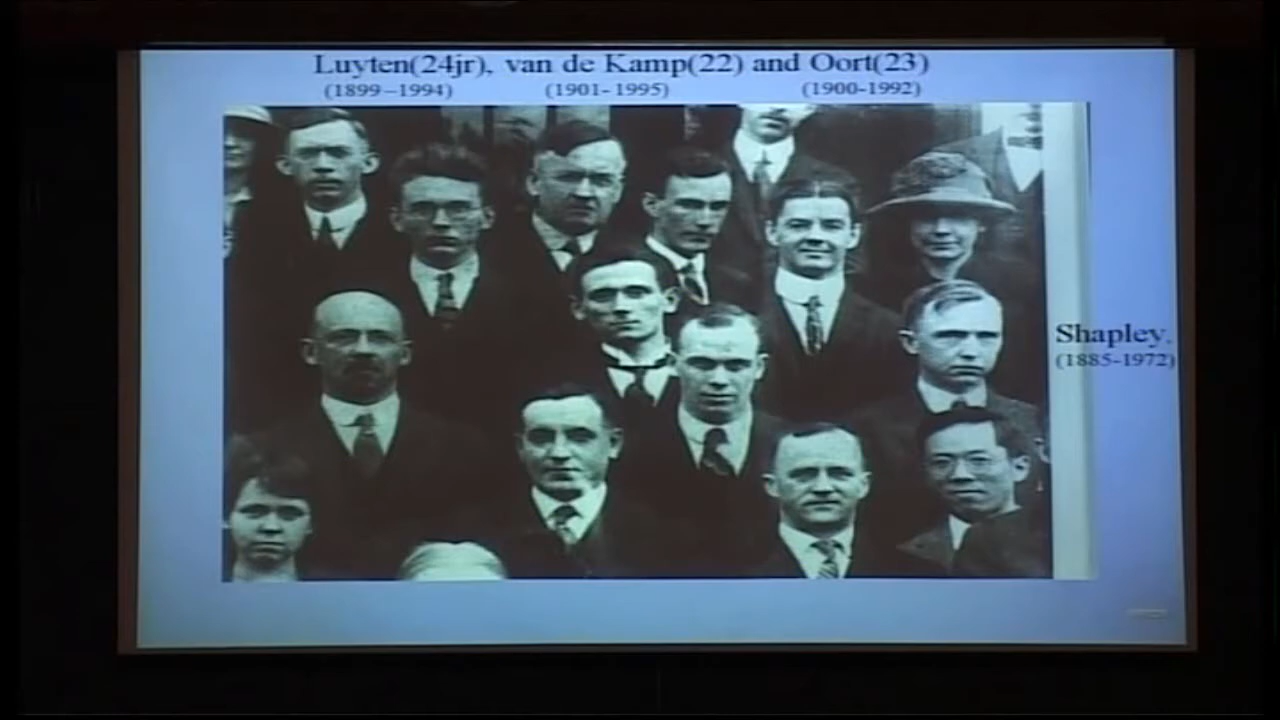 Luyten(24jr), van de Kamp(22) and Oort(23)
(1899–1994) (1901-1995) (1900-1992)
Shapley,
(1885-1972)